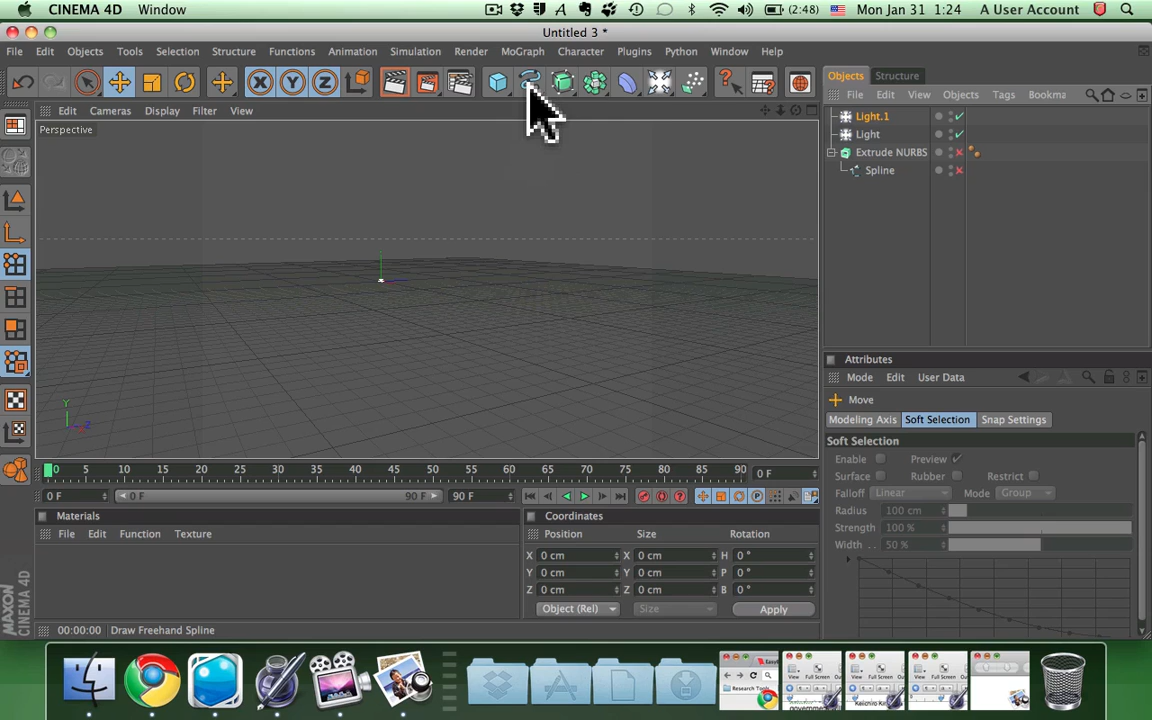 CINEMA 4D Window (2:48) Mon Jan 31 1:24 A User Account
Untitled 3 *
File Edit Objects Tools Selection Structure Functions Animation Simulation Render MoGraph Character Plugins Python Window Help
Objects Structure
File Edit View Objects Tags Bookma
Edit Cameras Display Filter View
Perspective
Light.1
Light
Extrude NURBS
Spline
X Y Z
Y
Z
Attributes
Mode Edit User Data
Move
Modeling Axis Soft Selection Snap Settings
Soft Selection
Enable Preview
Surface Rubber Restrict
Falloff Linear Mode Group
Radius 100 cm
Strength 100 %
Width . . 50 %
0 5 10 15 20 25 30 35 40 45 50 55 60 65 70 75 80 85 90 0 F
0 F 0 F 90 F 90 F
Materials
File Edit Function Texture
Coordinates
Position Size Rotation
X 0 cm X 0 cm H 0 °
Y 0 cm Y 0 cm P 0 °
Z 0 cm Z 0 cm B 0 °
Object (Rel) Size Apply
MAXON
CINEMA 4D
00:00:00 Draw Freehand Spline